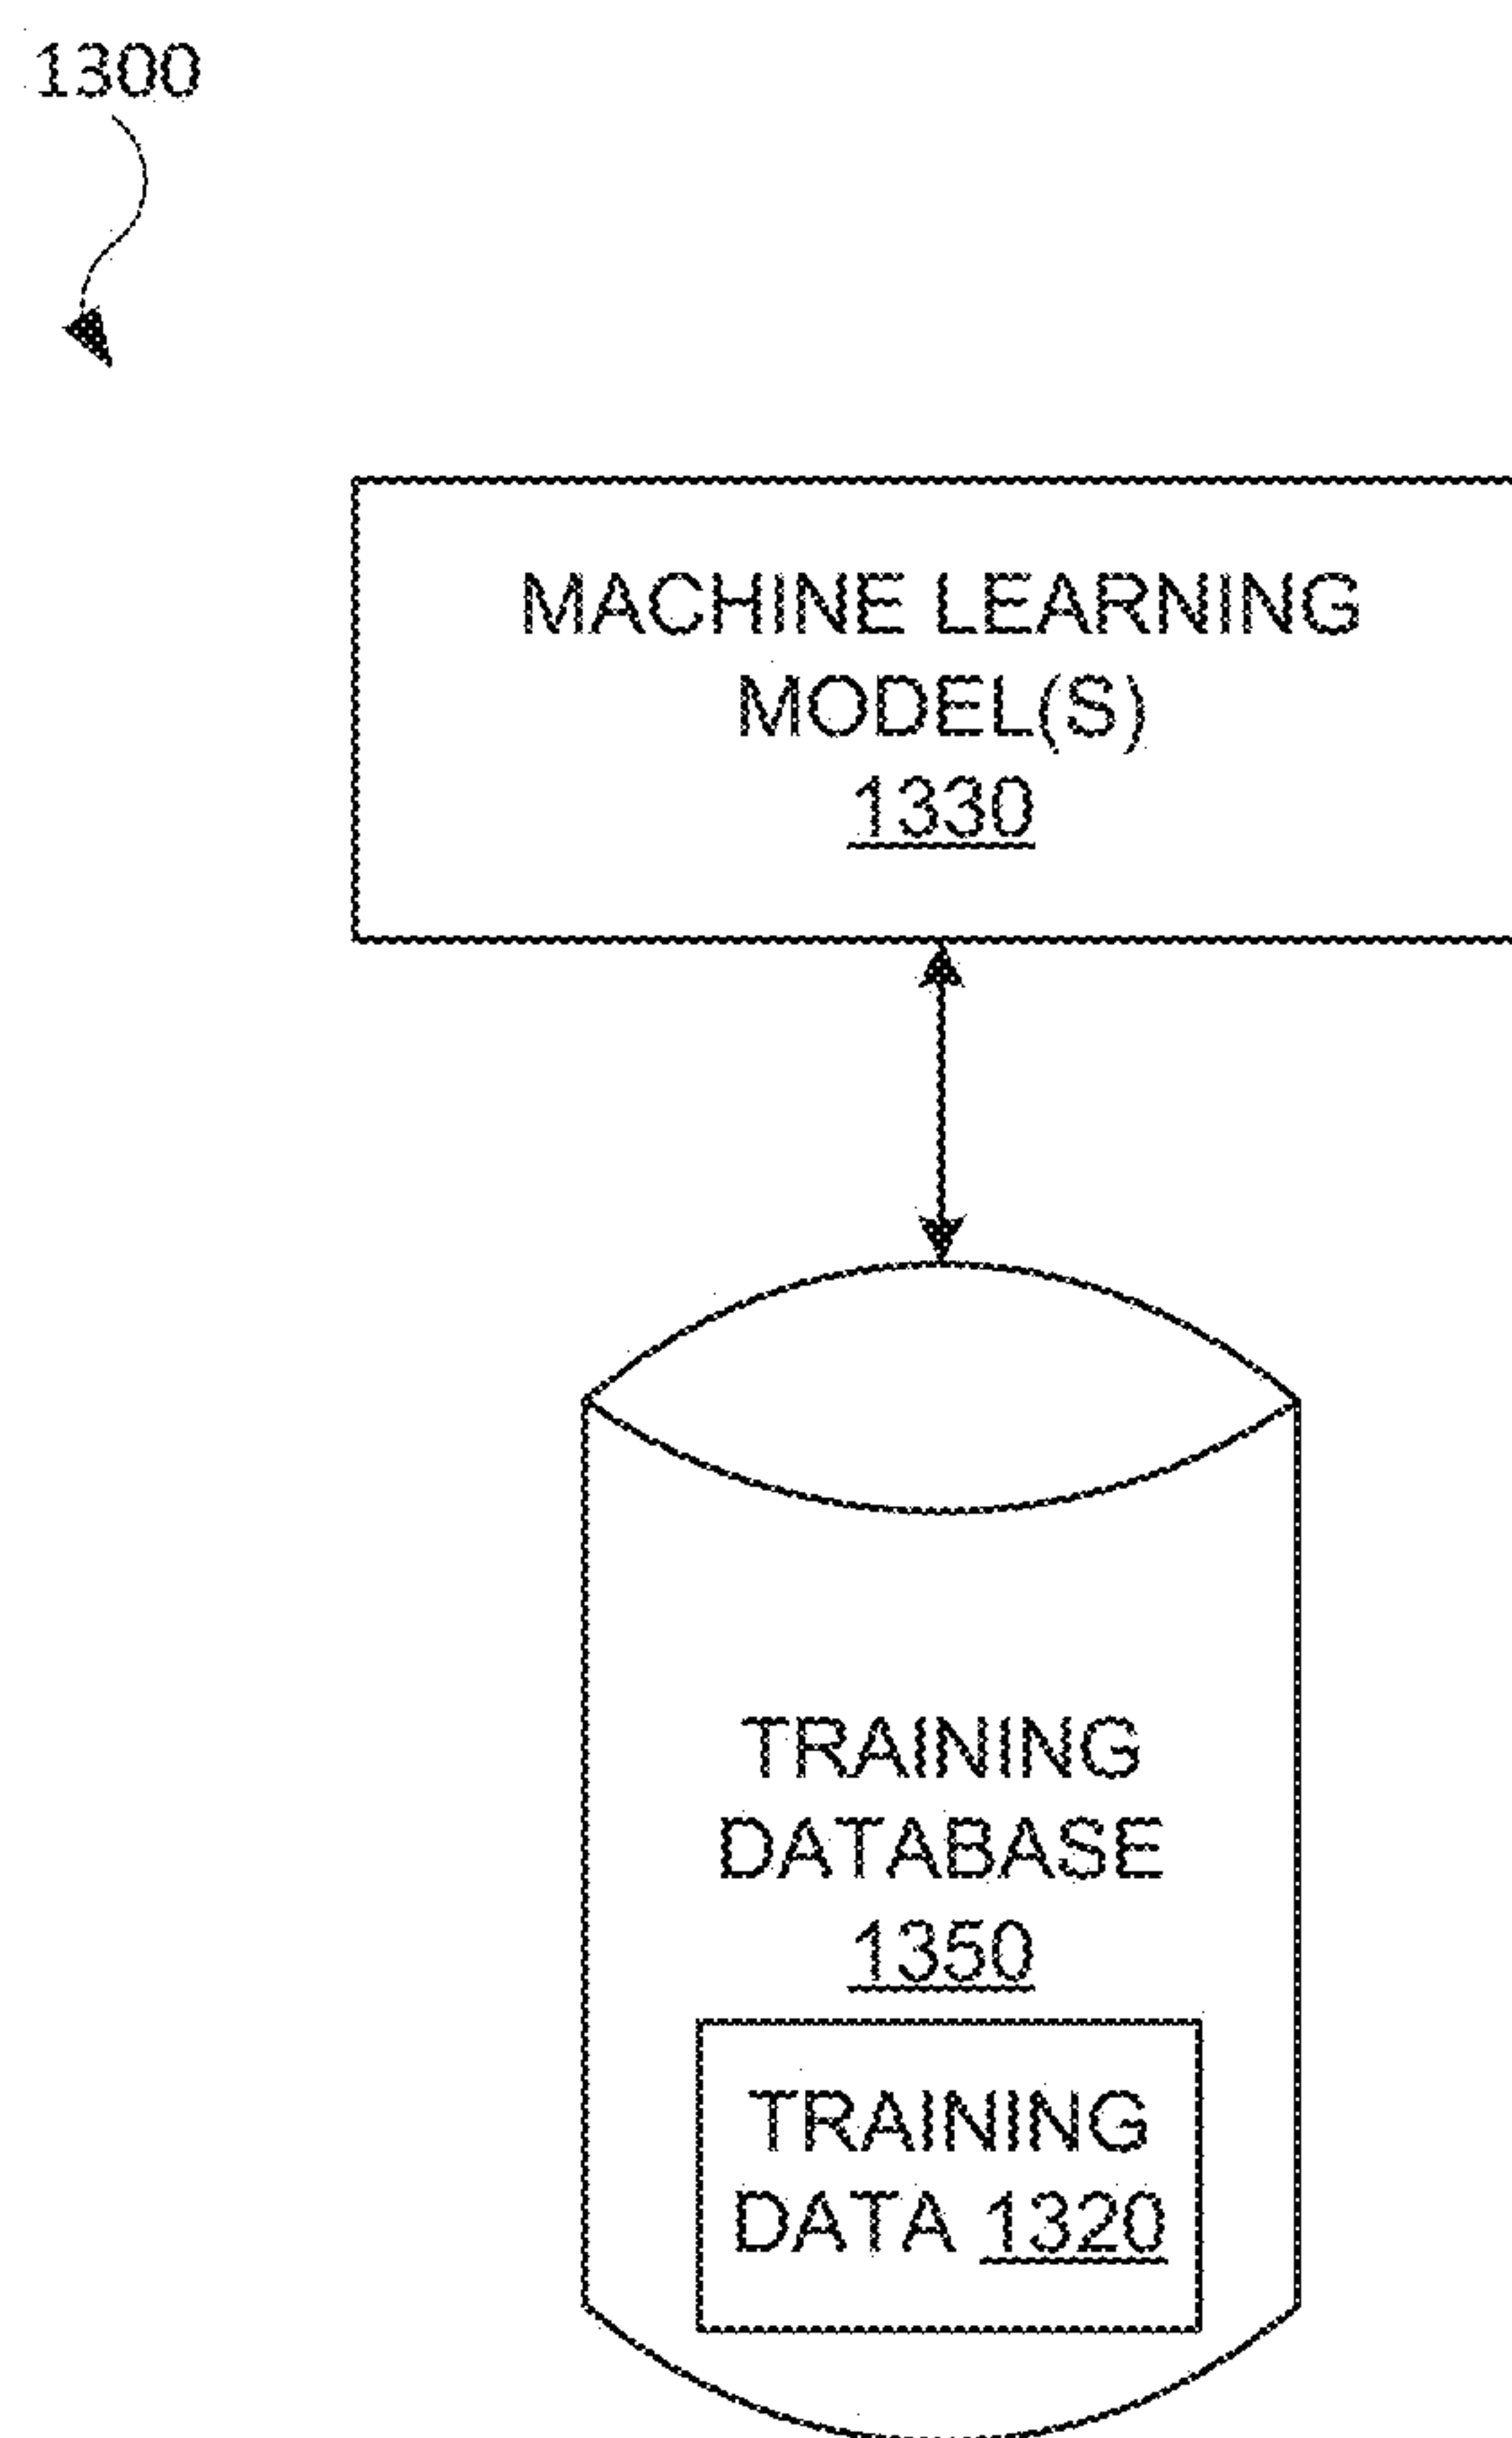 1300
MACHINE LEARNING
MODEL(S)
1330
TRAINING
DATABASE
1350
TRAINING
DATA 1320